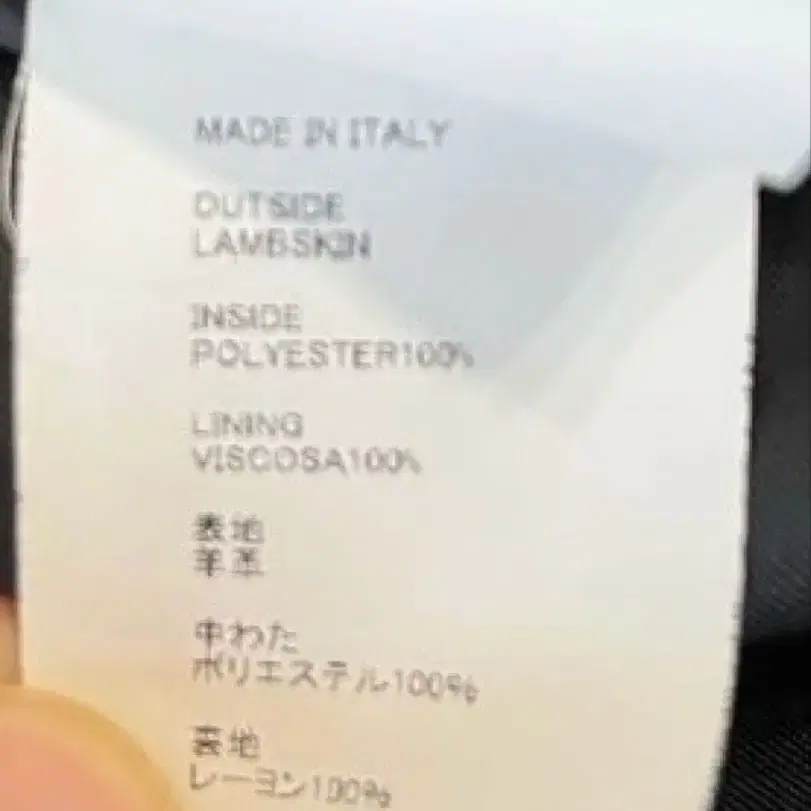 MADE IN ITALY
OUTSIDE
LAMBSKIN
INSIDE
POLYESTER100%
LINING
VISCOSA100%
表地
羊革
中わた
ポリエステル100%
裏地
レーヨン100%